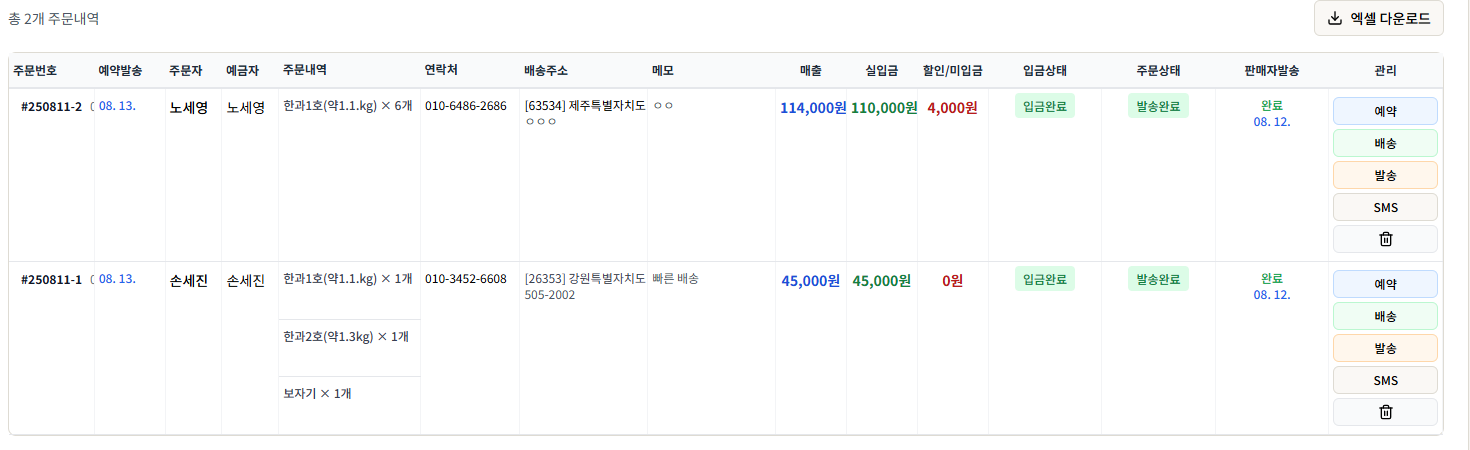 총 2개 주문내역
엑셀 다운로드
주문번호 예약발송 주문자 예금자 주문내역 연락처 배송주소 메모 매출 실입금 할인/미입금 입금상태 주문상태 판매자발송 관리
#250811-2 08. 13. 노세영 노세영 한과1호(약1.1.kg) × 6개 010-6486-2686 [63534] 제주특별자치도 ㅇㅇ 114,000원 110,000원 4,000원 입금완료 발송완료 완료 예약
ㅇㅇㅇ 08. 12.
배송
발송
SMS
#250811-1 08. 13. 손세진 손세진 한과1호(약1.1.kg) × 1개 010-3452-6608 [26353] 강원특별자치도 빠른 배송 45,000원 45,000원 0원 입금완료 발송완료 완료 예약
505-2002 08. 12.
배송
한과2호(약1.3kg) × 1개
발송
SMS
보자기 × 1개